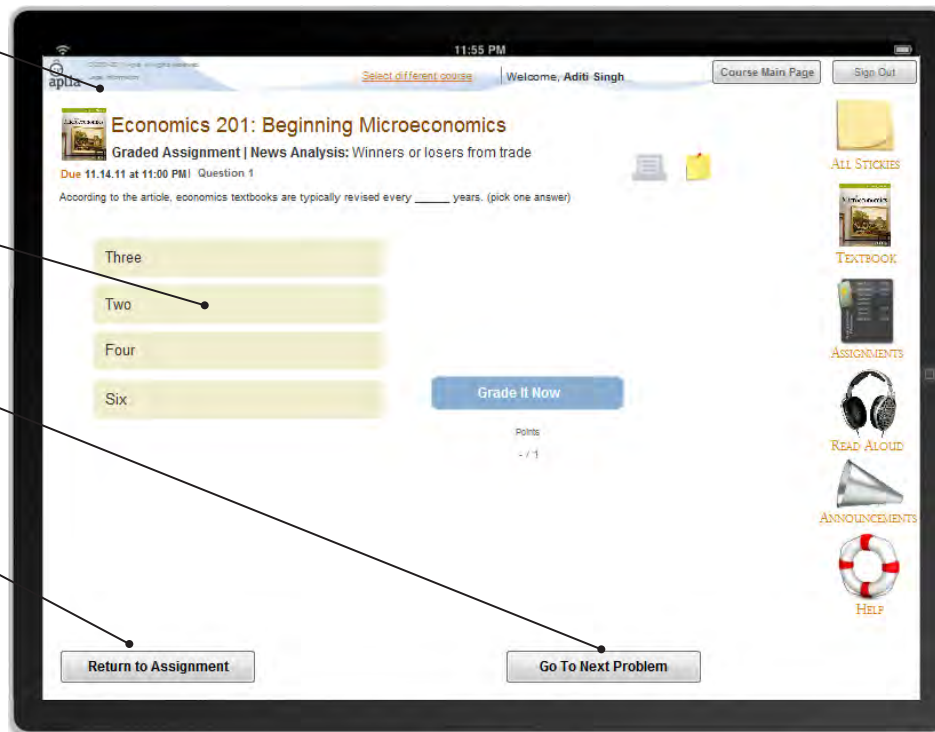 11:55 PM
aplia
Select different course
Welcome, Aditi Singh
Course Main Page
Sign Out
Economics 201: Beginning Microeconomics
Graded Assignment | News Analysis: Winners or losers from trade
Due 11.14.11 at 11:00 PM| Question 1
According to the article, economics textbooks are typically revised every _____ years. (pick one answer)
Three
Two
Four
Six
Grade It Now
Points
- / 1
ALL STICKIES
TEXTBOOK
ASSIGNMENTS
READ ALOUD
ANNOUNCEMENTS
HELP
Return to Assignment
Go To Next Problem